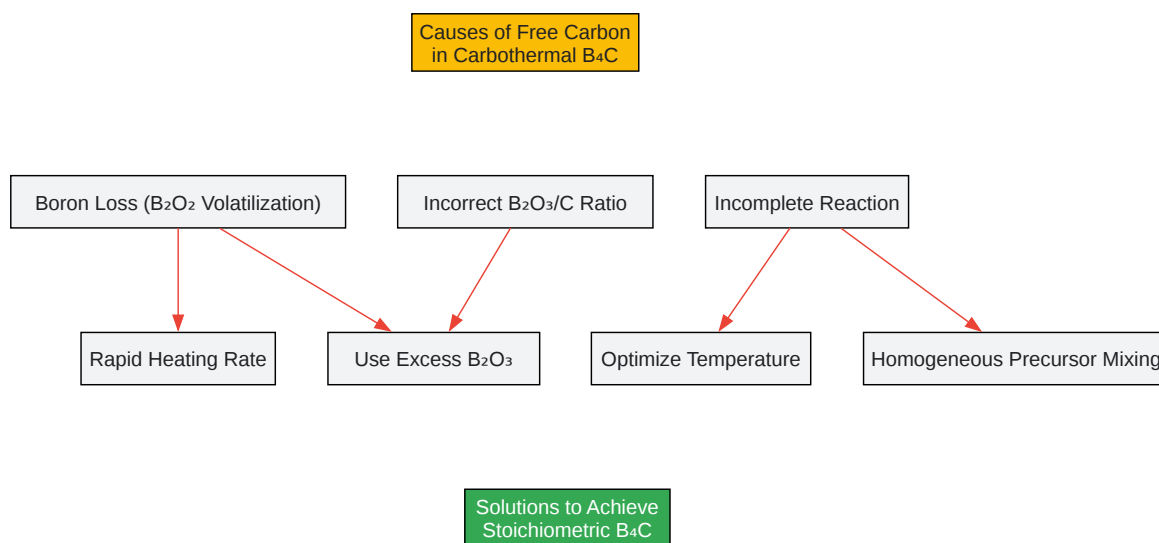 Causes of Free Carbon
in Carbothermal B₄C
Boron Loss (B₂O₂ Volatilization)
Incorrect B₂O₃/C Ratio
Incomplete Reaction
Rapid Heating Rate
Use Excess B₂O₃
Optimize Temperature
Homogeneous Precursor Mixing
Solutions to Achieve
Stoichiometric B₄C